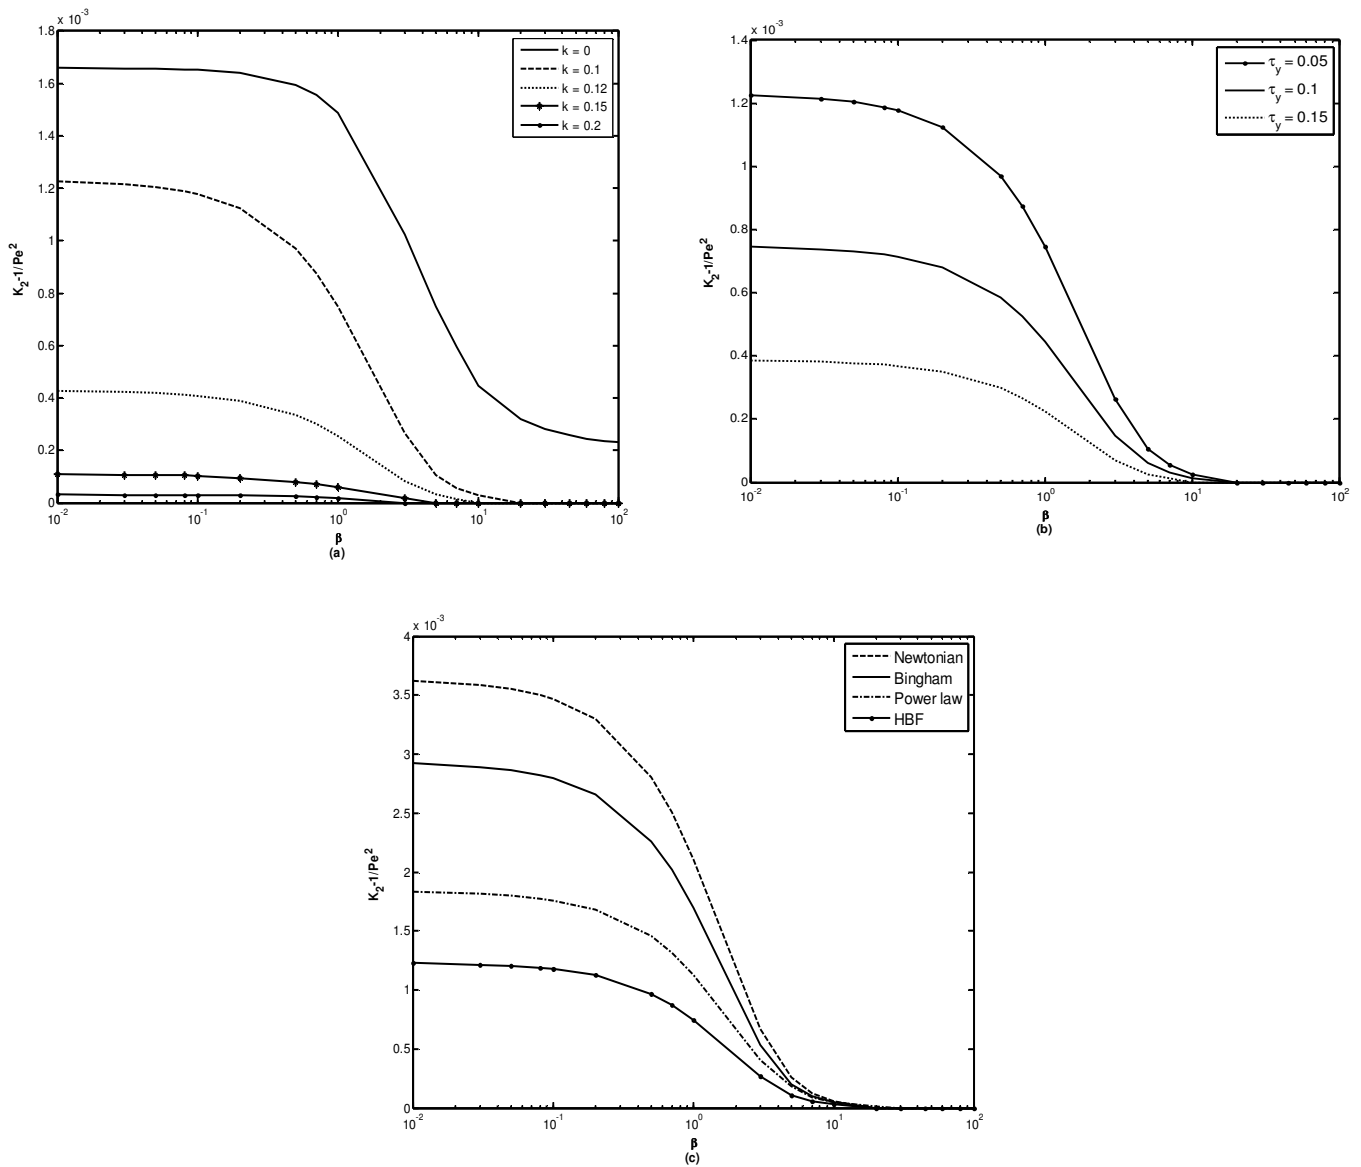 x 10⁻³
1.8
1.6
1.4
1.2
1
0.8
0.6
0.4
0.2
0
K₂-1/Pe²
k = 0
k = 0.1
k = 0.12
k = 0.15
k = 0.2
10⁻² 10⁻¹ 10⁰ 10¹ 10²
β
(a)
x 10⁻³
1.4
1.2
1
0.8
0.6
0.4
0.2
0
K₂-1/Pe²
τ_y = 0.05
τ_y = 0.1
τ_y = 0.15
10⁻² 10⁻¹ 10⁰ 10¹ 10²
β
(b)
x 10⁻³
4
3.5
3
2.5
2
1.5
1
0.5
0
K₂-1/Pe²
Newtonian
Bingham
Power law
HBF
10⁻² 10⁻¹ 10⁰ 10¹ 10²
β
(c)